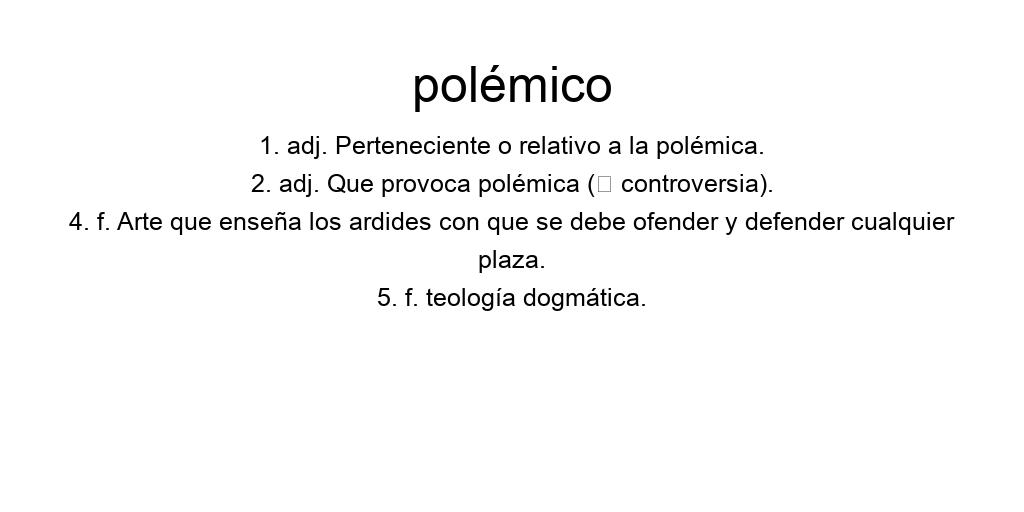 polémico
1. adj. Perteneciente o relativo a la polémica.
2. adj. Que provoca polémica (□ controversia).
4. f. Arte que enseña los ardides con que se debe ofender y defender cualquier
plaza.
5. f. teología dogmática.